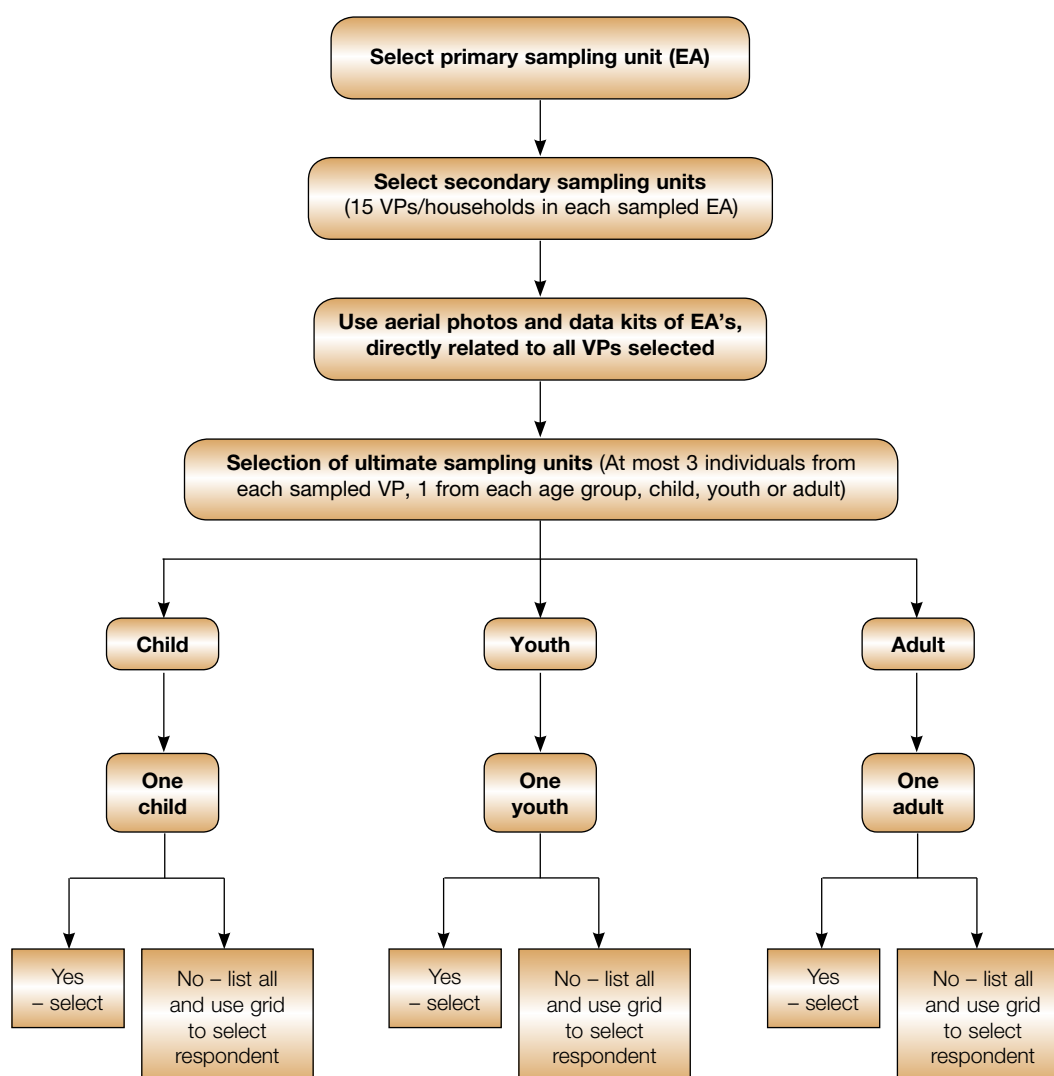 Select primary sampling unit (EA)
Select secondary sampling units
(15 VPs/households in each sampled EA)
Use aerial photos and data kits of EA's,
directly related to all VPs selected
Selection of ultimate sampling units (At most 3 individuals from
each sampled VP, 1 from each age group, child, youth or adult)
Child
Youth
Adult
One
child
One
youth
One
adult
Yes
– select
No – list all
and use grid
to select
respondent
Yes
– select
No – list all
and use grid
to select
respondent
Yes
– select
No – list all
and use grid
to select
respondent